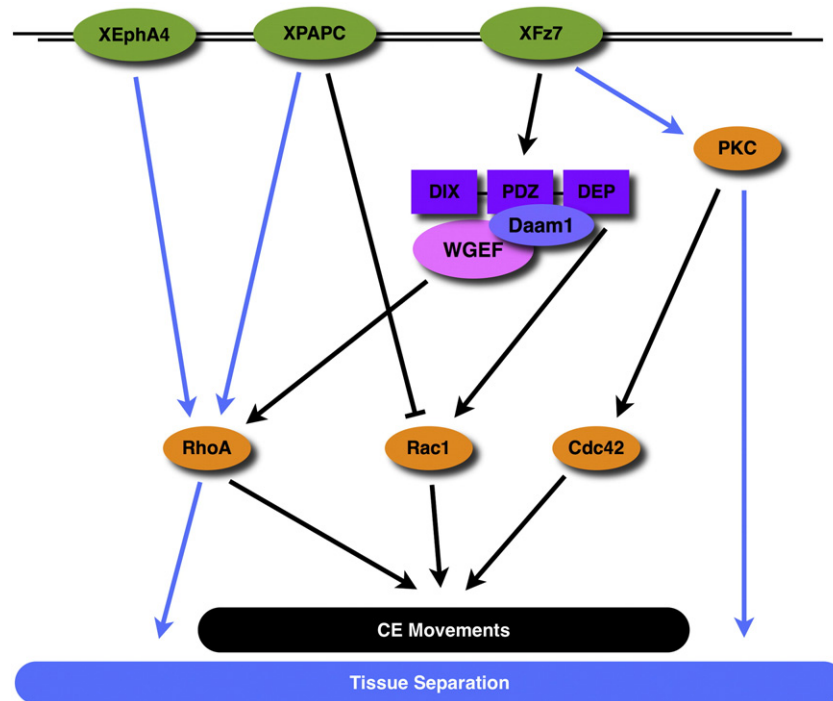 XEphA4
XPAPC
XFz7
PKC
DIX
PDZ
DEP
Daam1
WGEF
RhoA
Rac1
Cdc42
CE Movements
Tissue Separation